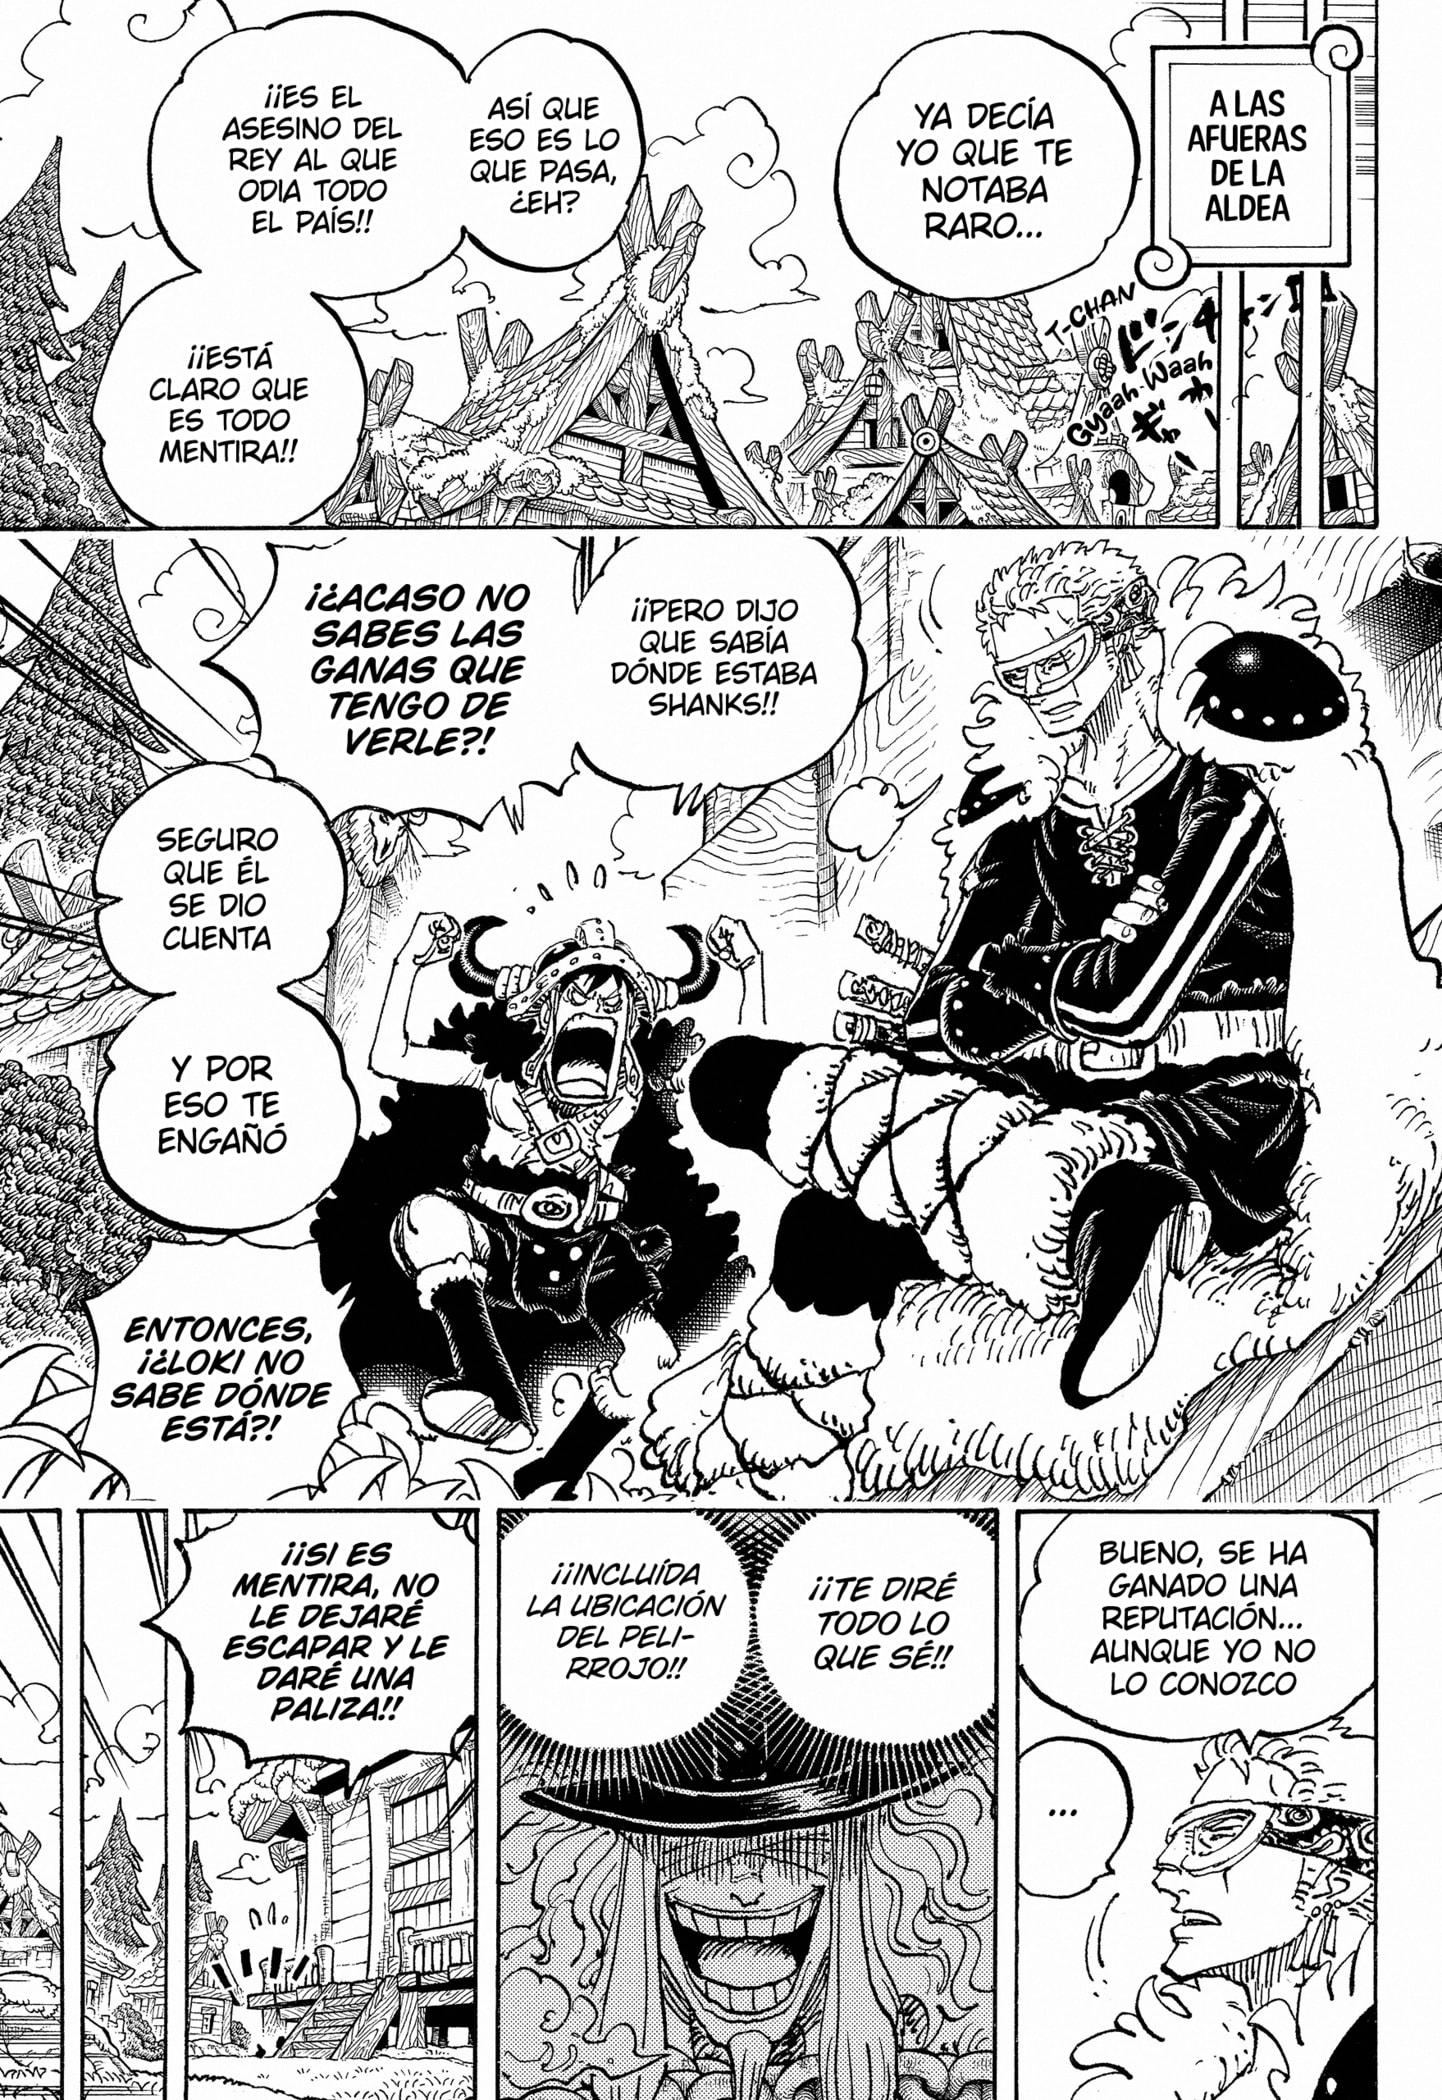 A LAS
AFUERAS
DE LA
ALDEA
YA DECÍA
YO QUE TE
NOTABA
RARO...
T-CHAN
Gyaah-Waah
ASÍ QUE
ESO ES LO
QUE PASA,
¿EH?
¡¡ES EL
ASESINO DEL
REY AL QUE
ODIA TODO
EL PAÍS!!
¡¡ESTÁ
CLARO QUE
ES TODO
MENTIRA!!
¡¡PERO DIJO
QUE SABÍA
DÓNDE ESTABA
SHANKS!!
¡¿ACASO NO
SABES LAS
GANAS QUE
TENGO DE
VERLE?!
SEGURO
QUE ÉL
SE DIO
CUENTA
Y POR
ESO TE
ENGAÑÓ
ENTONCES,
¡¿LOKI NO
SABE DÓNDE
ESTÁ?!
BUENO, SE HA
GANADO UNA
REPUTACIÓN...
AUNQUE YO NO
LO CONOZCO
...
¡¡TE DIRÉ
TODO LO
QUE SÉ!!
¡¡INCLUÍDA
LA UBICACIÓN
DEL PELI-
RROJO!!
¡¡SI ES
MENTIRA, NO
LE DEJARÉ
ESCAPAR Y LE
DARÉ UNA
PALIZA!!